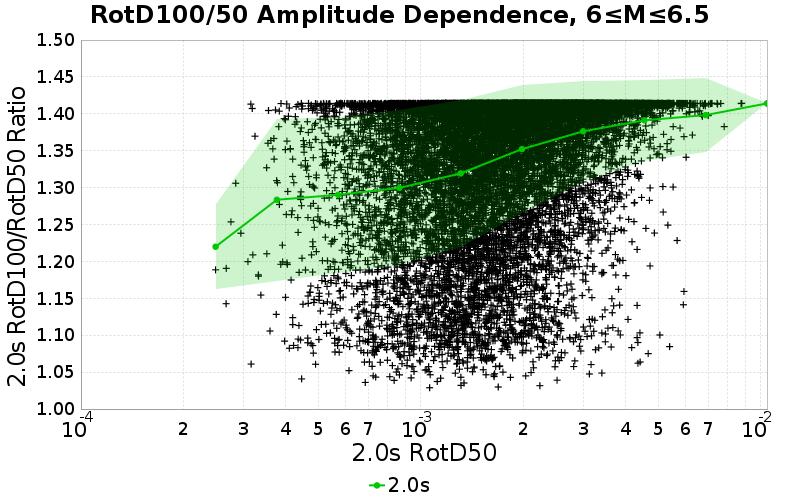 RotD100/50 Amplitude Dependence, 6≤M≤6.5
2.0s RotD100/RotD50 Ratio
1.50
1.45
1.40
1.35
1.30
1.25
1.20
1.15
1.10
1.05
1.00
10-4 2 3 4 5 6 7 10-3 2 3 4 5 6 7 10-2
2.0s RotD50
2.0s